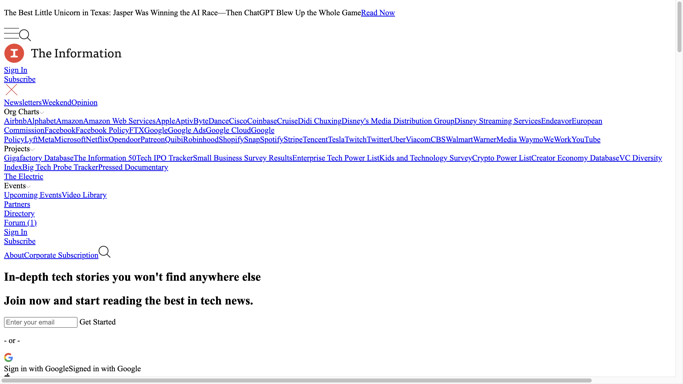 The Best Little Unicorn in Texas: Jasper Was Winning the AI Race—Then ChatGPT Blew Up the Whole GameRead Now
The Information
Sign In
Subscribe
NewslettersWeekendOpinion
Org Charts
AirbnbAlphabetAmazonAmazon Web ServicesAppleAptivByteDanceCiscoCoinbaseCruiseDidi ChuxingDisney's Media Distribution GroupDisney Streaming ServicesEndeavorEuropean
CommissionFacebookFacebook PolicyFTXGoogleGoogle AdsGoogle CloudGoogle
PolicyLyftMetaMicrosoftNetflixOpendoorPatreonQuibiRobinhoodShopifySnapSpotifyStripeTencentTeslaTwitchTwitterUberViacomCBSWalmartWarnerMedia WaymoWeWorkYouTube
Projects
Gigafactory DatabaseThe Information 50Tech IPO TrackerSmall Business Survey ResultsEnterprise Tech Power ListKids and Technology SurveyCrypto Power ListCreator Economy DatabaseVC Diversity
IndexBig Tech Probe TrackerPressed Documentary
The Electric
Events
Upcoming EventsVideo Library
Partners
Directory
Forum (1)
Sign In
Subscribe
AboutCorporate Subscription
In-depth tech stories you won't find anywhere else
Join now and start reading the best in tech news.
Enter your email Get Started
- or -
Sign in with GoogleSigned in with Google